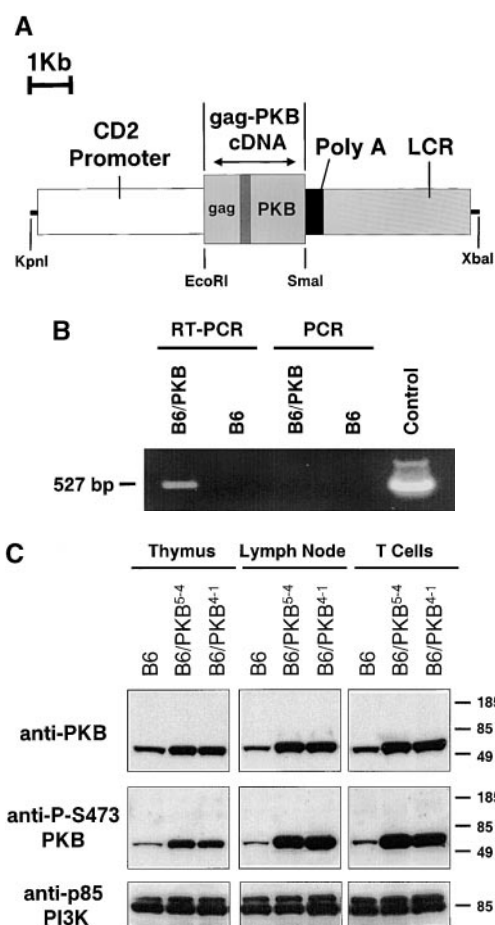 A
1Kb
gag-PKB
cDNA
CD2
Promoter
Poly A
LCR
gag
PKB
KpnI
XbaI
EcoRI
SmaI
B
RT-PCR
PCR
B6/PKB
B6
B6/PKB
B6
Control
527 bp
C
Thymus
Lymph Node
T Cells
B6
B6/PKB5-4
B6/PKB4-1
B6
B6/PKB5-4
B6/PKB4-1
B6
B6/PKB5-4
B6/PKB4-1
anti-PKB
185
85
49
anti-P-S473
PKB
185
85
49
anti-p85
PI3K
85